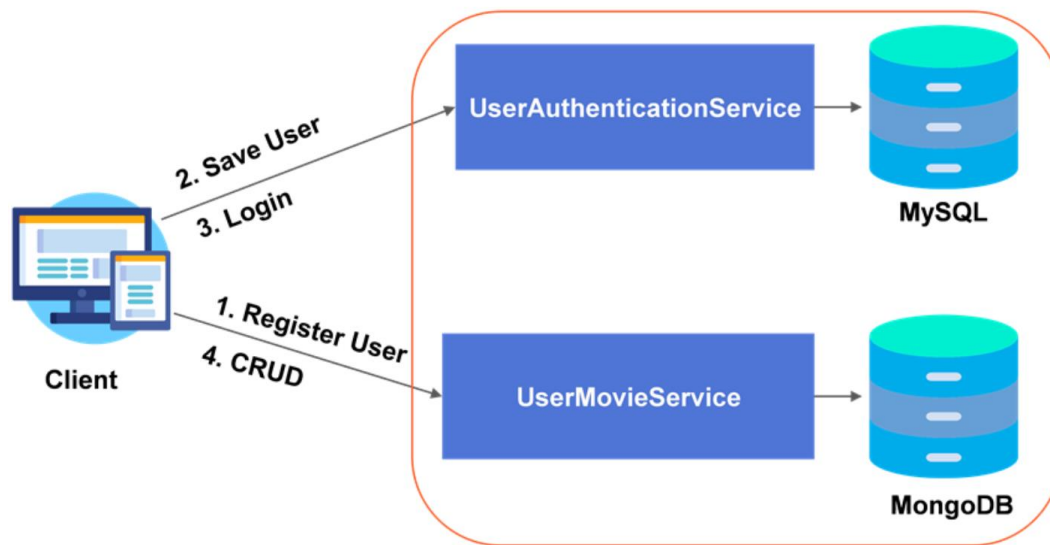 UserAuthenticationService
2. Save User
3. Login
MySQL
1. Register User
4. CRUD
Client
UserMovieService
MongoDB